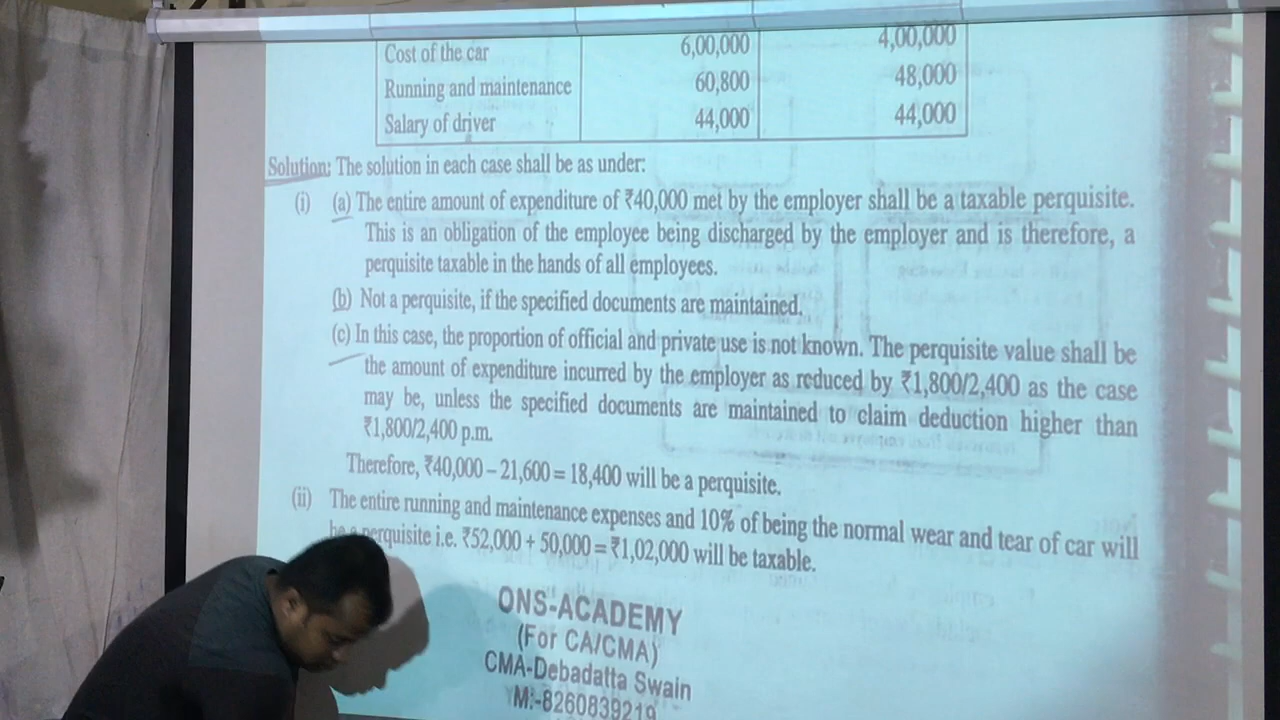 Cost of the car 6,00,000 4,00,000
Running and maintenance 60,800 48,000
Salary of driver 44,000 44,000
Solution: The solution in each case shall be as under:
(i) (a) The entire amount of expenditure of ₹40,000 met by the employer shall be a taxable perquisite.
This is an obligation of the employee being discharged by the employer and is therefore, a
perquisite taxable in the hands of all employees.
(b) Not a perquisite, if the specified documents are maintained.
(c) In this case, the proportion of official and private use is not known. The perquisite value shall be
the amount of expenditure incurred by the employer as reduced by ₹1,800/2,400 as the case
may be, unless the specified documents are maintained to claim deduction higher than
₹1,800/2,400 p.m.
Therefore, ₹40,000 – 21,600 = 18,400 will be a perquisite.
(ii) The entire running and maintenance expenses and 10% of being the normal wear and tear of car will
be a perquisite i.e. ₹52,000 + 50,000 = ₹1,02,000 will be taxable.
ONS-ACADEMY
(For CA/CMA)
CMA-Debadatta Swain
M:-8260839219